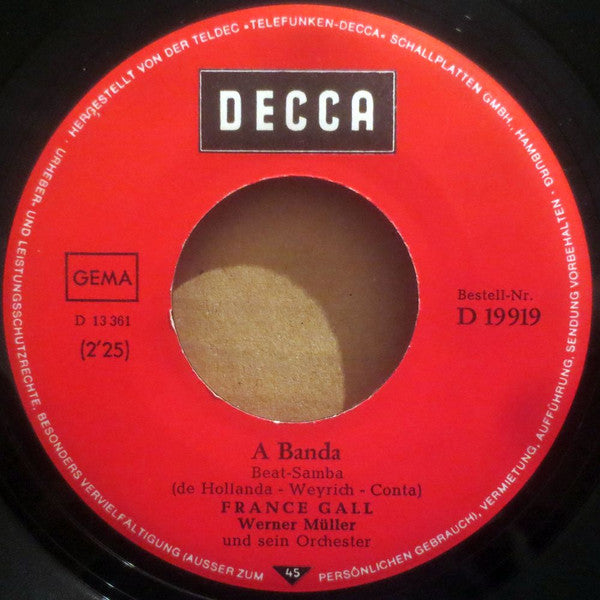 DECCA
GEMA
D 13 361
(2'25)
Bestell-Nr.
D 19919
A Banda
Beat-Samba
(de Hollanda - Weyrich - Conta)
FRANCE GALL
Werner Müller
und sein Orchester
45
· HERGESTELLT VON DER TELDEC »TELEFUNKEN-DECCA« SCHALLPLATTEN GMBH., HAMBURG · URHEBER- UND LEISTUNGSSCHUTZRECHTE, BESONDERS VERVIELFÄLTIGUNG (AUSSER ZUM PERSÖNLICHEN GEBRAUCH), VERMIETUNG, AUFFÜHRUNG, SENDUNG VORBEHALTEN